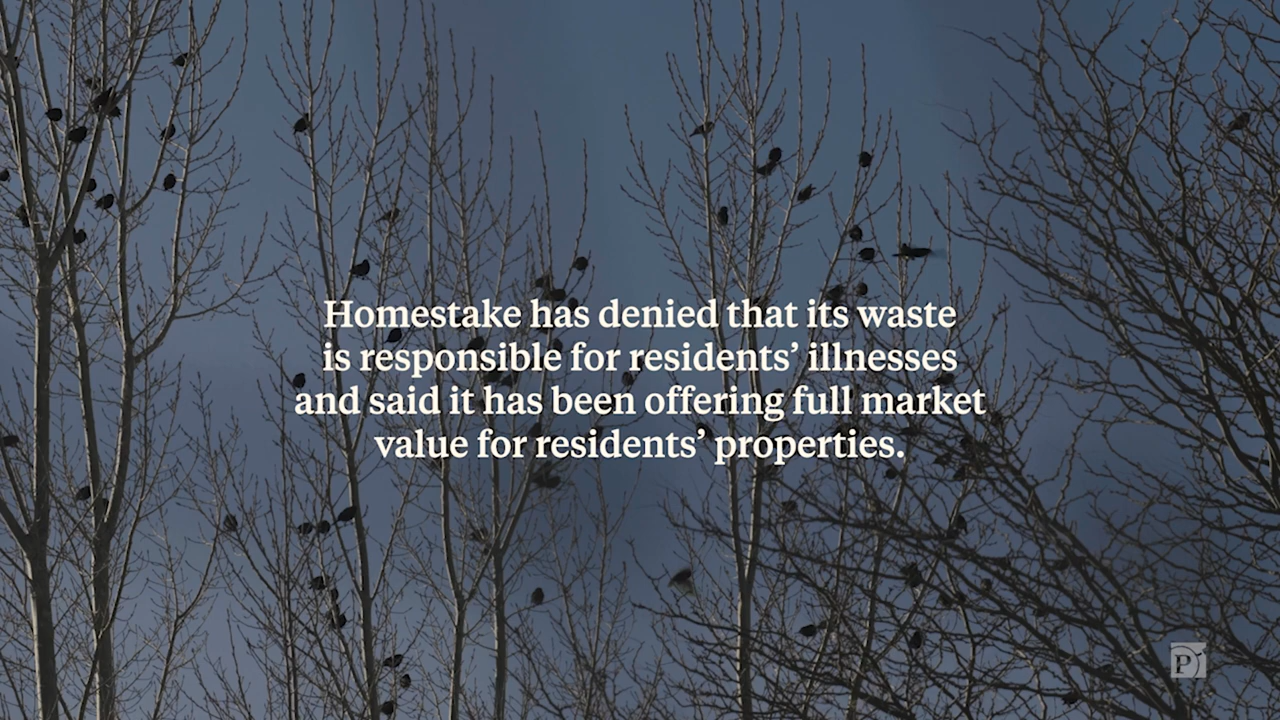 Homestake has denied that its waste
is responsible for residents’ illnesses
and said it has been offering full market
value for residents’ properties.
P